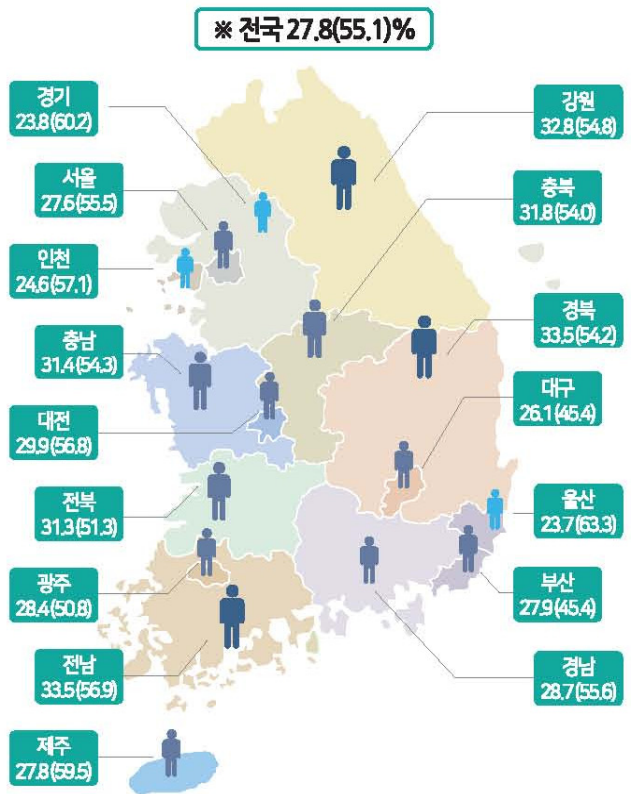 ※ 전국 27.8(55.1)%
경기
23.8(60.2)
강원
32.8(54.8)
서울
27.6(55.5)
충북
31.8(54.0)
인천
24.6(57.1)
경북
33.5(54.2)
충남
31.4(54.3)
대구
26.1(45.4)
대전
29.9(56.8)
전북
31.3(51.3)
울산
23.7(63.3)
광주
28.4(50.8)
부산
27.9(45.4)
전남
33.5(56.9)
경남
28.7(55.6)
제주
27.8(59.5)